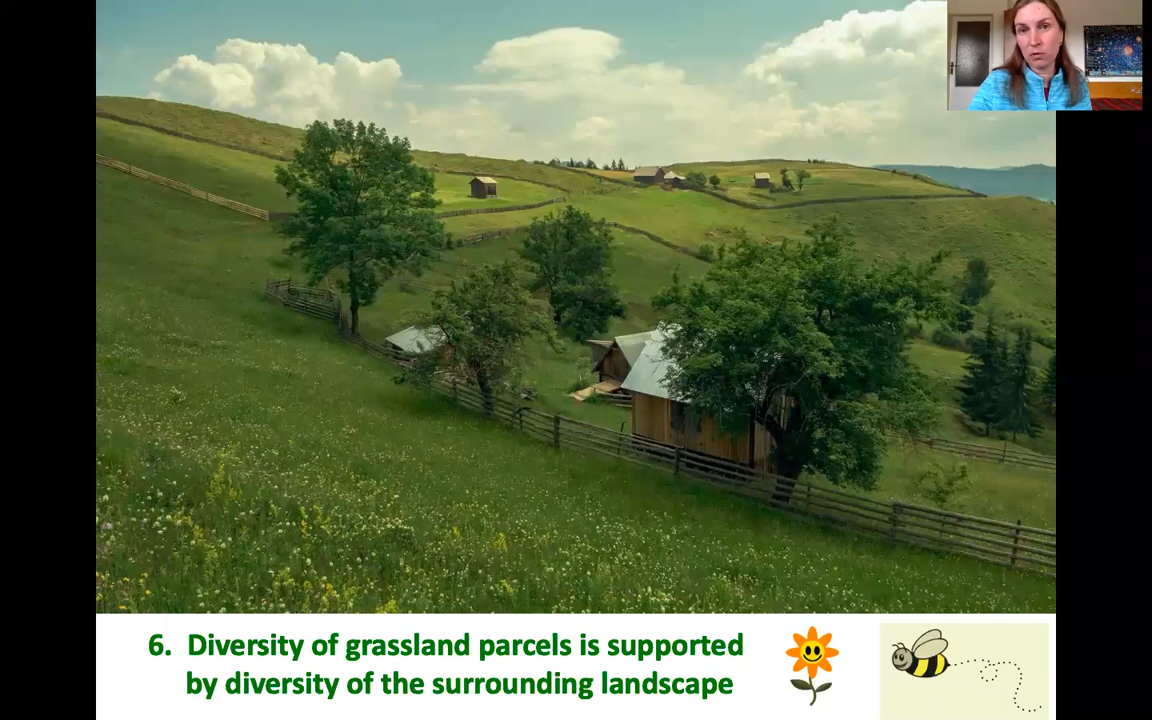 6. Diversity of grassland parcels is supported
by diversity of the surrounding landscape